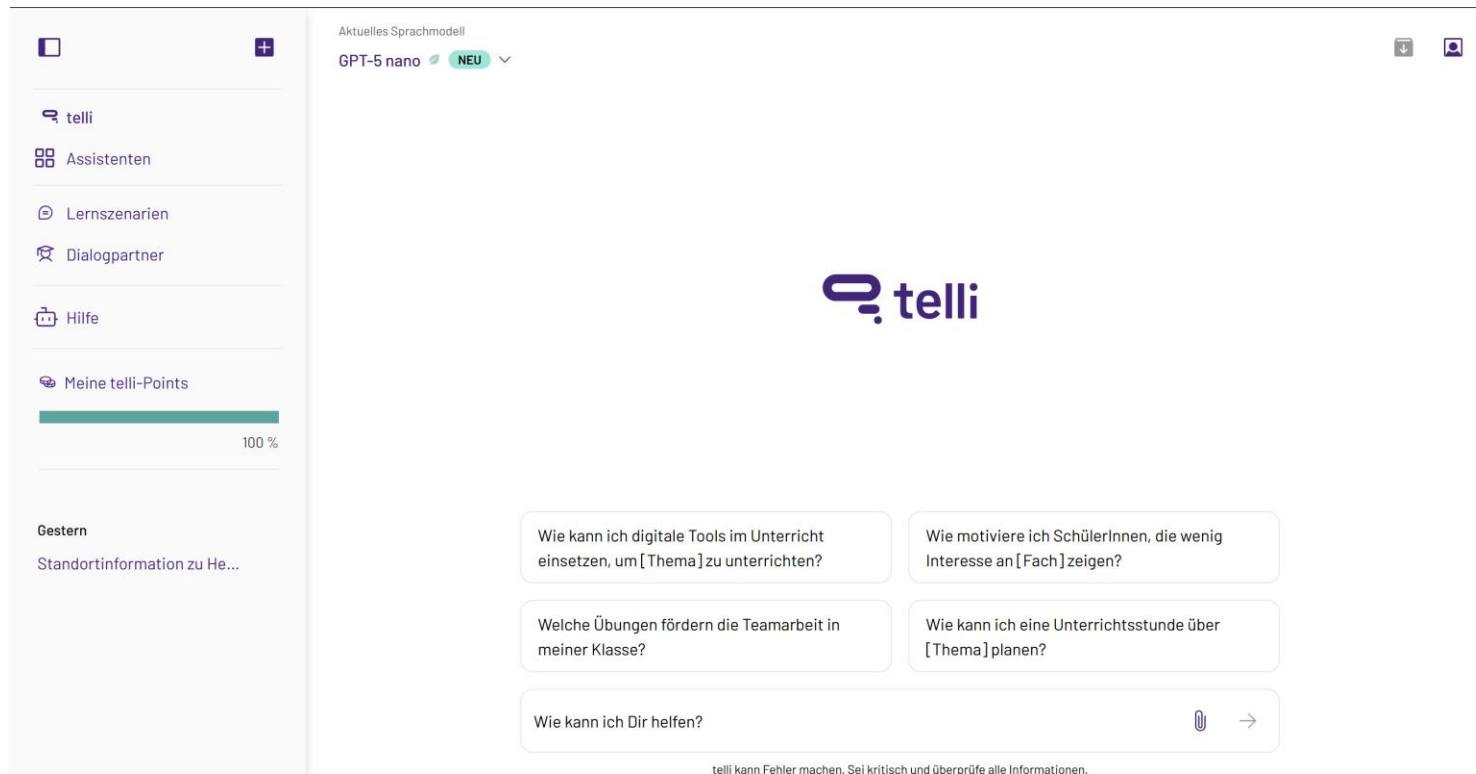 Aktuelles Sprachmodell
GPT-5 nano NEU
telli
Assistenten
Lernszenarien
Dialogpartner
Hilfe
Meine telli-Points
100 %
Gestern
Standortinformation zu He...
telli
Wie kann ich digitale Tools im Unterricht
einsetzen, um [Thema] zu unterrichten?
Wie motiviere ich SchülerInnen, die wenig
Interesse an [Fach] zeigen?
Welche Übungen fördern die Teamarbeit in
meiner Klasse?
Wie kann ich eine Unterrichtsstunde über
[Thema] planen?
Wie kann ich Dir helfen?
telli kann Fehler machen. Sei kritisch und überprüfe alle Informationen.